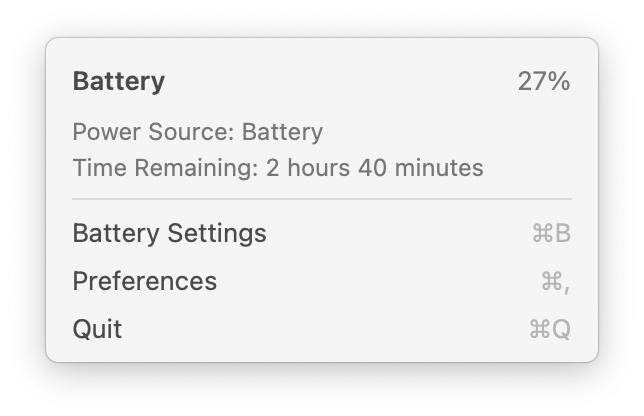 Battery 27%
Power Source: Battery
Time Remaining: 2 hours 40 minutes
Battery Settings ⌘B
Preferences ⌘,
Quit ⌘Q